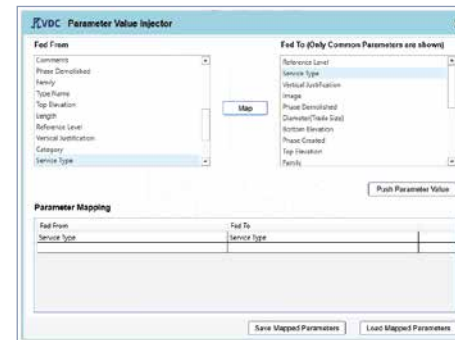 VDC Parameter Value Injector
Fed From
Fed To (Only Common Parameters are shown)
Comments
Phase Demolished
Family
Type Name
Top Elevation
Length
Reference Level
Vertical Justification
Category
Service Type
Map
Reference Level
Service Type
Vertical Justification
Image
Phase Demolished
Diameter(Trade Size)
Bottom Elevation
Phase Created
Top Elevation
Family
Push Parameter Value
Parameter Mapping
Fed From Fed To
Service Type Service Type
Save Mapped Parameters Load Mapped Parameters